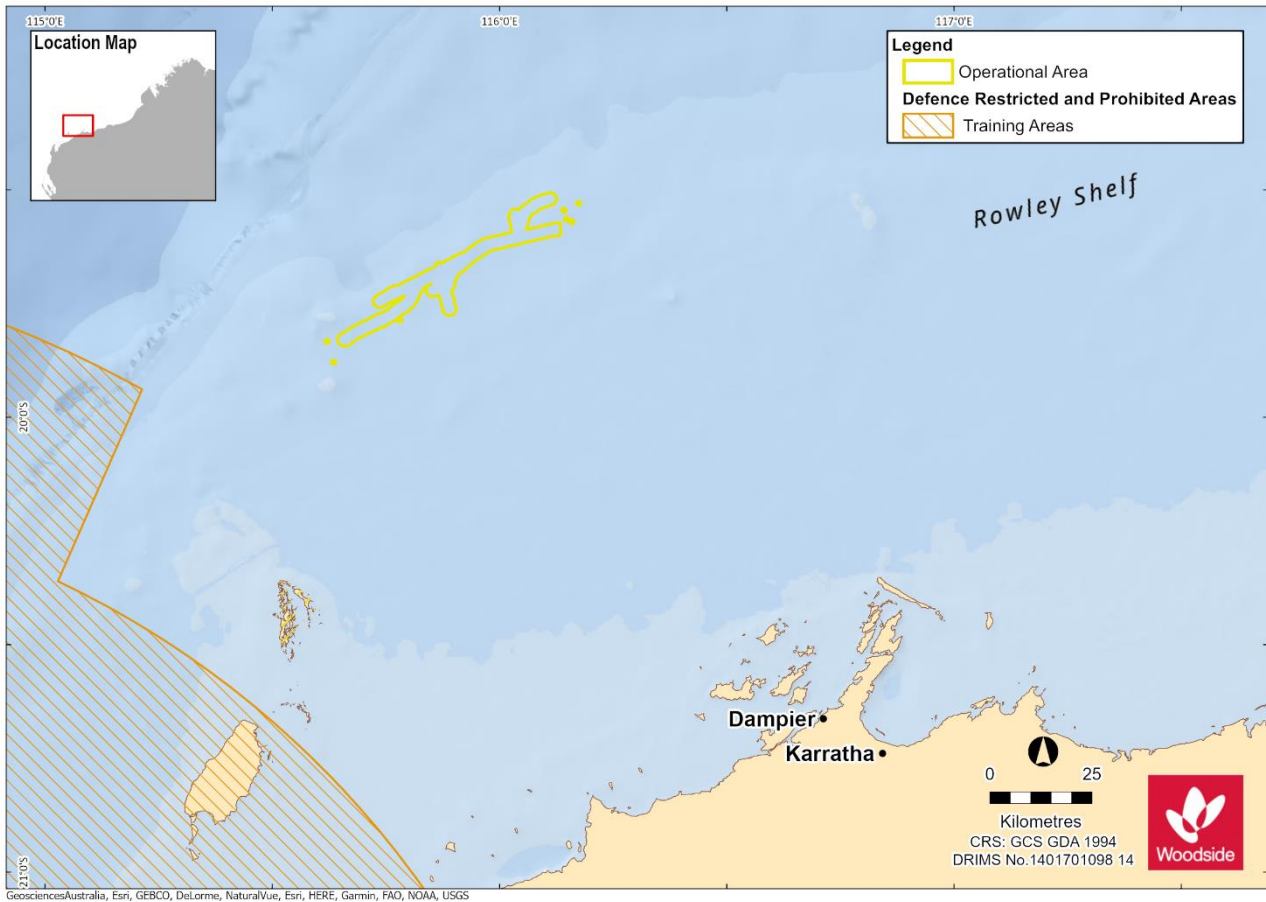 115°0'E
116°0'E
117°0'E
Location Map
Legend
Operational Area
Defence Restricted and Prohibited Areas
Training Areas
Rowley Shelf
20°0'S
Dampier
Karratha
0 25
Kilometres
CRS: GCS GDA 1994
DRIMS No.1401701098 14
Woodside
21°0'S
GeosciencesAustralia, Esri, GEBCO, DeLorme, NaturalVue, Esri, HERE, Garmin, FAO, NOAA, USGS